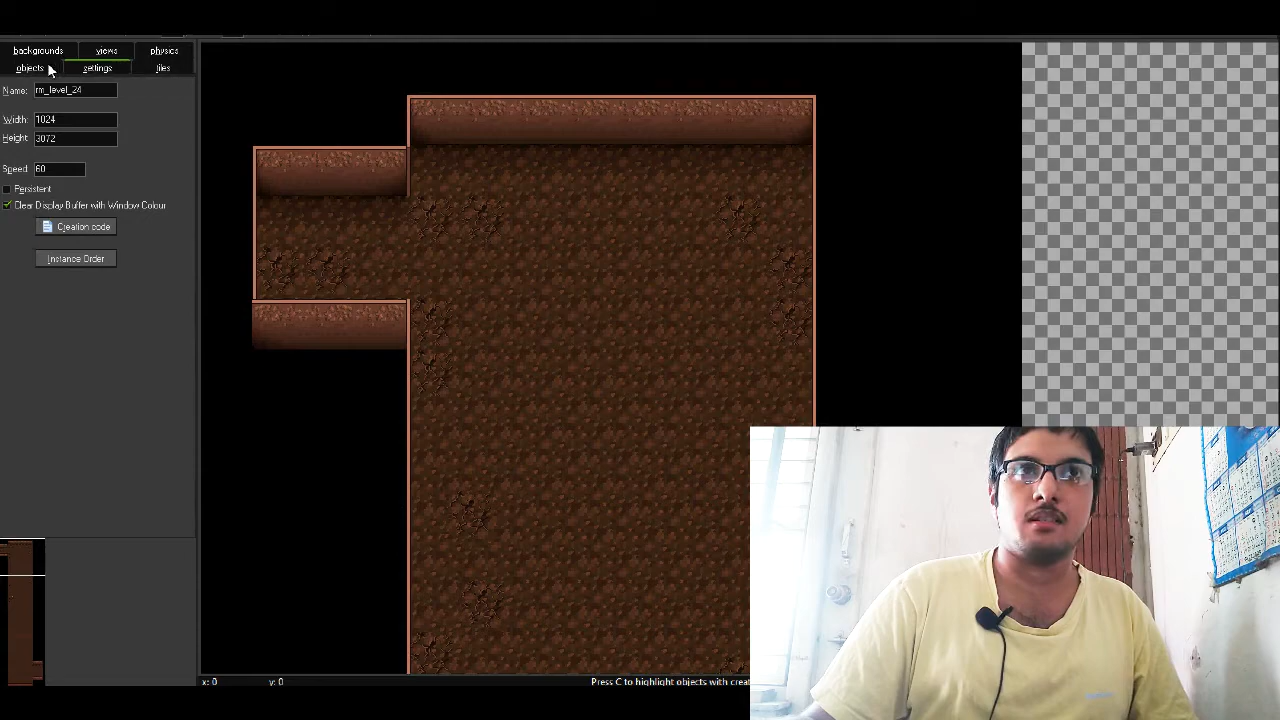 backgrounds views physics
objects settings tiles
Name: rm_level_24
Width: 1024
Height: 3072
Speed: 60
Persistent
Clear Display Buffer with Window Colour
Creation code
Instance Order
x: 0 y: 0 Press C to highlight objects with creat